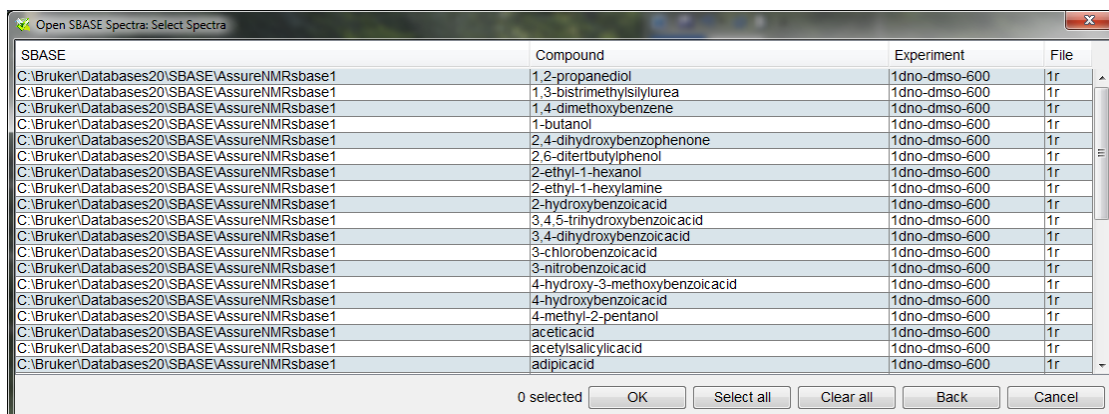 Open SBASE Spectra: Select Spectra
SBASE Compound Experiment File
C:\Bruker\Databases20\SBASE\AssureNMRsbase1 1,2-propanediol 1dno-dmso-600 1r
C:\Bruker\Databases20\SBASE\AssureNMRsbase1 1,3-bistrimethylsilylurea 1dno-dmso-600 1r
C:\Bruker\Databases20\SBASE\AssureNMRsbase1 1,4-dimethoxybenzene 1dno-dmso-600 1r
C:\Bruker\Databases20\SBASE\AssureNMRsbase1 1-butanol 1dno-dmso-600 1r
C:\Bruker\Databases20\SBASE\AssureNMRsbase1 2,4-dihydroxybenzophenone 1dno-dmso-600 1r
C:\Bruker\Databases20\SBASE\AssureNMRsbase1 2,6-ditertbutylphenol 1dno-dmso-600 1r
C:\Bruker\Databases20\SBASE\AssureNMRsbase1 2-ethyl-1-hexanol 1dno-dmso-600 1r
C:\Bruker\Databases20\SBASE\AssureNMRsbase1 2-ethyl-1-hexylamine 1dno-dmso-600 1r
C:\Bruker\Databases20\SBASE\AssureNMRsbase1 2-hydroxybenzoicacid 1dno-dmso-600 1r
C:\Bruker\Databases20\SBASE\AssureNMRsbase1 3,4,5-trihydroxybenzoicacid 1dno-dmso-600 1r
C:\Bruker\Databases20\SBASE\AssureNMRsbase1 3,4-dihydroxybenzoicacid 1dno-dmso-600 1r
C:\Bruker\Databases20\SBASE\AssureNMRsbase1 3-chlorobenzoicacid 1dno-dmso-600 1r
C:\Bruker\Databases20\SBASE\AssureNMRsbase1 3-nitrobenzoicacid 1dno-dmso-600 1r
C:\Bruker\Databases20\SBASE\AssureNMRsbase1 4-hydroxy-3-methoxybenzoicacid 1dno-dmso-600 1r
C:\Bruker\Databases20\SBASE\AssureNMRsbase1 4-hydroxybenzoicacid 1dno-dmso-600 1r
C:\Bruker\Databases20\SBASE\AssureNMRsbase1 4-methyl-2-pentanol 1dno-dmso-600 1r
C:\Bruker\Databases20\SBASE\AssureNMRsbase1 aceticacid 1dno-dmso-600 1r
C:\Bruker\Databases20\SBASE\AssureNMRsbase1 acetylsalicylicacid 1dno-dmso-600 1r
C:\Bruker\Databases20\SBASE\AssureNMRsbase1 adipicacid 1dno-dmso-600 1r
0 selected OK Select all Clear all Back Cancel